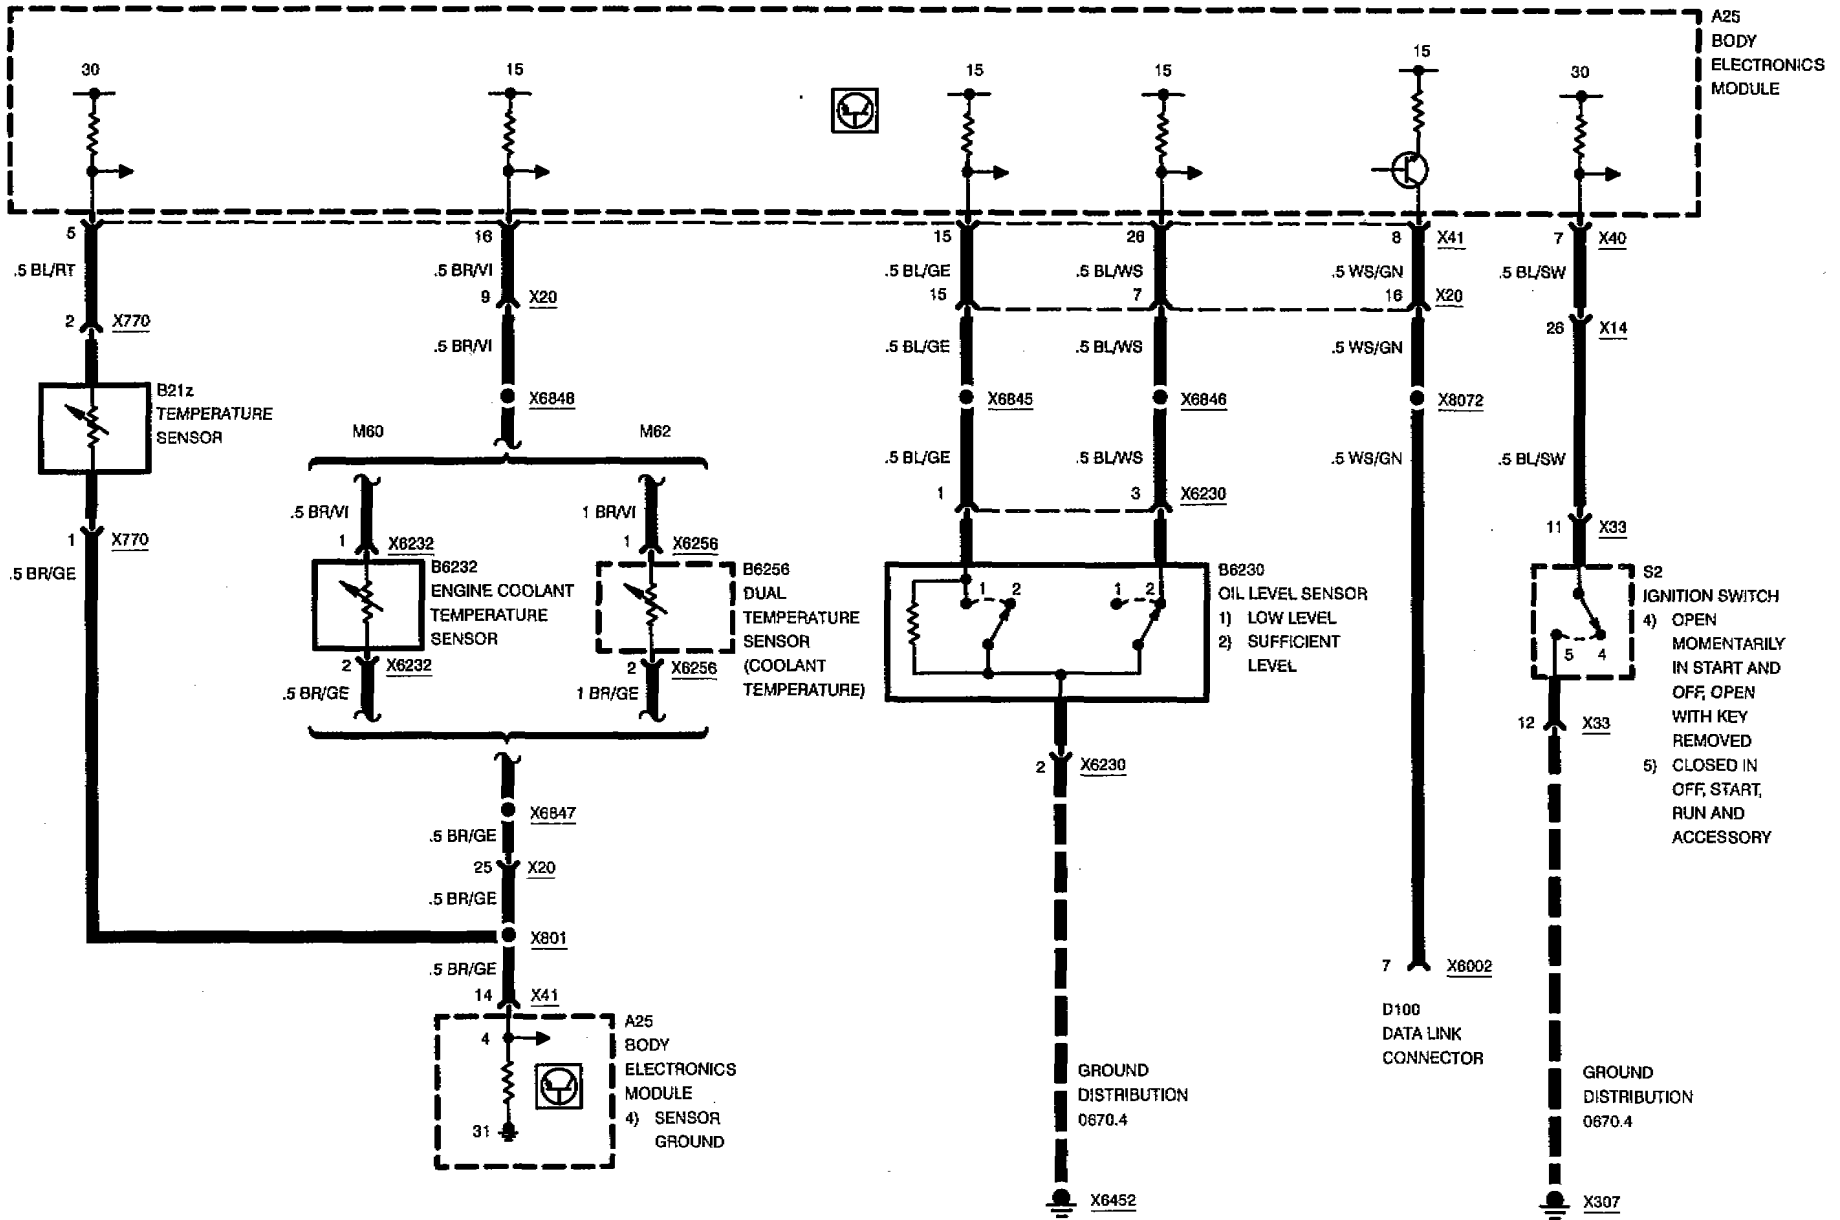 A25
BODY
ELECTRONICS
MODULE
30
15
15
15
15
30
5
16
15
26
8 X41
7 X40
.5 BL/RT
.5 BR/VI
.5 BL/GE
.5 BL/WS
.5 WS/GN
.5 BL/SW
9 X20
15
7
16 X20
2 X770
26 X14
.5 BR/VI
.5 BL/GE
.5 BL/WS
.5 WS/GN
B21z
TEMPERATURE
SENSOR
X6848
X6845
X6846
X8072
M60
M62
.5 BL/GE
.5 BL/WS
.5 WS/GN
.5 BL/SW
1
3 X6230
.5 BR/VI
1 BR/VI
11 X33
1 X770
1 X6232
1 X6256
.5 BR/GE
B6232
ENGINE COOLANT
TEMPERATURE
SENSOR
B6256
DUAL
TEMPERATURE
SENSOR
(COOLANT
TEMPERATURE)
1 2
1 2
B6230
OIL LEVEL SENSOR
1) LOW LEVEL
2) SUFFICIENT
LEVEL
5 4
S2
IGNITION SWITCH
4) OPEN
MOMENTARILY
IN START AND
OFF, OPEN
WITH KEY
REMOVED
5) CLOSED IN
OFF, START,
RUN AND
ACCESSORY
2 X6232
2 X6256
.5 BR/GE
1 BR/GE
12 X33
2 X6230
X6847
.5 BR/GE
25 X20
.5 BR/GE
X801
.5 BR/GE
14 X41
7 X6002
D100
DATA LINK
CONNECTOR
4
31
A25
BODY
ELECTRONICS
MODULE
4) SENSOR
GROUND
GROUND
DISTRIBUTION
0670.4
GROUND
DISTRIBUTION
0670.4
X6452
X307